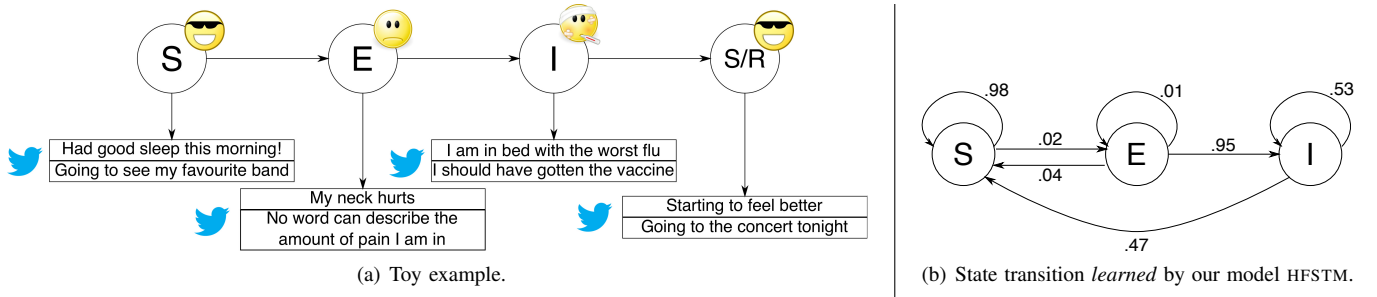 S
E
I
S/R
Had good sleep this morning!
Going to see my favourite band
My neck hurts
No word can describe the
amount of pain I am in
I am in bed with the worst flu
I should have gotten the vaccine
Starting to feel better
Going to the concert tonight
(a) Toy example.
.98
.01
.53
S
.02
.04
E
.95
I
.47
(b) State transition learned by our model HFSTM.